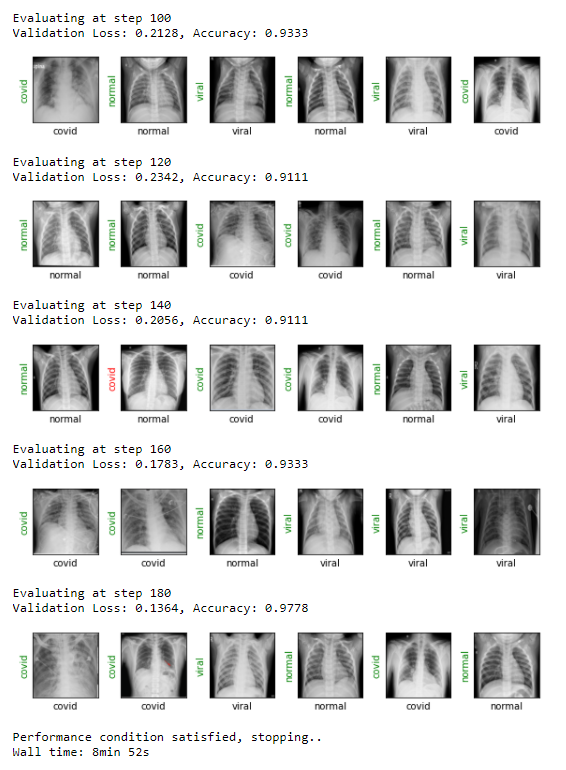 Evaluating at step 100
Validation Loss: 0.2128, Accuracy: 0.9333
covid normal viral normal viral covid
covid normal viral normal viral covid
Evaluating at step 120
Validation Loss: 0.2342, Accuracy: 0.9111
normal normal covid covid normal viral
normal normal covid covid normal viral
Evaluating at step 140
Validation Loss: 0.2056, Accuracy: 0.9111
normal covid covid covid normal viral
normal normal covid covid normal viral
Evaluating at step 160
Validation Loss: 0.1783, Accuracy: 0.9333
covid covid normal viral viral viral
covid covid normal viral viral viral
Evaluating at step 180
Validation Loss: 0.1364, Accuracy: 0.9778
covid covid viral normal covid normal
covid covid viral normal covid normal
Performance condition satisfied, stopping..
Wall time: 8min 52s